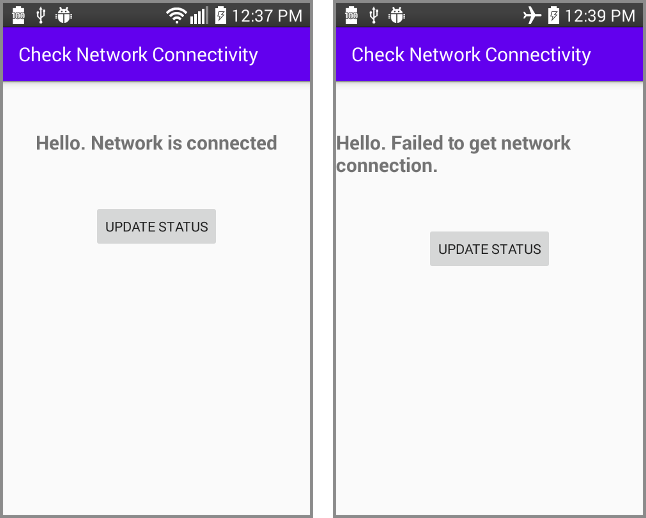 12:37 PM
Check Network Connectivity
Hello. Network is connected
UPDATE STATUS
12:39 PM
Check Network Connectivity
Hello. Failed to get network
connection.
UPDATE STATUS